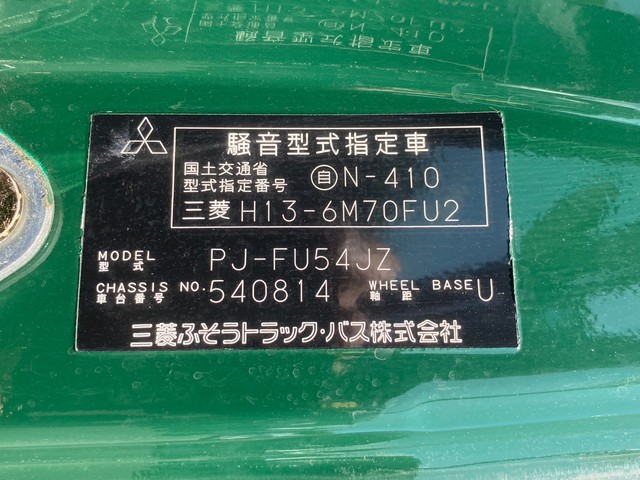 騒音型式指定車
国土交通省
型式指定番号 自N-410
三菱 H13-6M70FU2
MODEL
型式 PJ-FU54JZ
CHASSIS NO.
車台番号 540814 WHEEL BASE
軸距 U
三菱ふそうトラック・バス株式会社